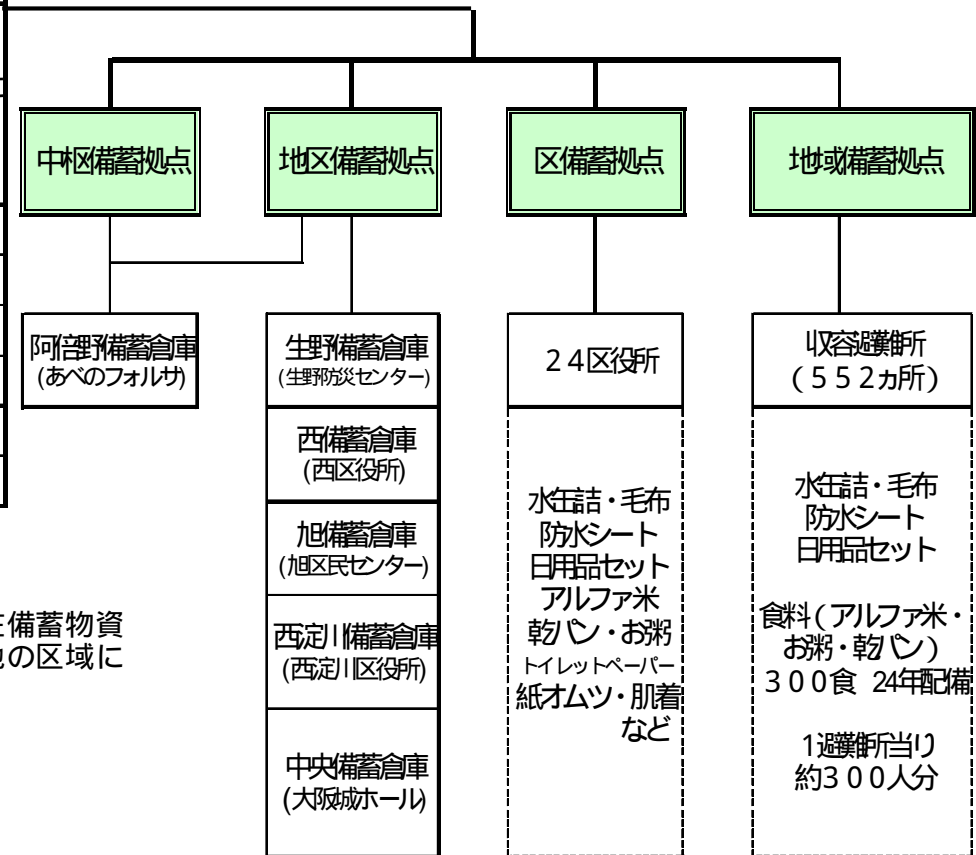 中枢備蓄拠点
地区備蓄拠点
区備蓄拠点
地域備蓄拠点
阿倍野備蓄倉庫
(あべのフォルサ)
生野備蓄倉庫
(生野防災センター)
西備蓄倉庫
(西区役所)
旭備蓄倉庫
(旭区民センター)
西淀川備蓄倉庫
(西淀川区役所)
中央備蓄倉庫
(大阪城ホール)
24区役所
水缶詰・毛布
防水シート
日用品セット
アルファ米
乾パン・お粥
トイレットペーパー
紙オムツ・肌着
など
収容避難所
(552ヵ所)
水缶詰・毛布
防水シート
日用品セット
食料(アルファ米・
お粥・乾パン)
300食 24年配備
1避難所当り
約300人分
備蓄物資
の区域に